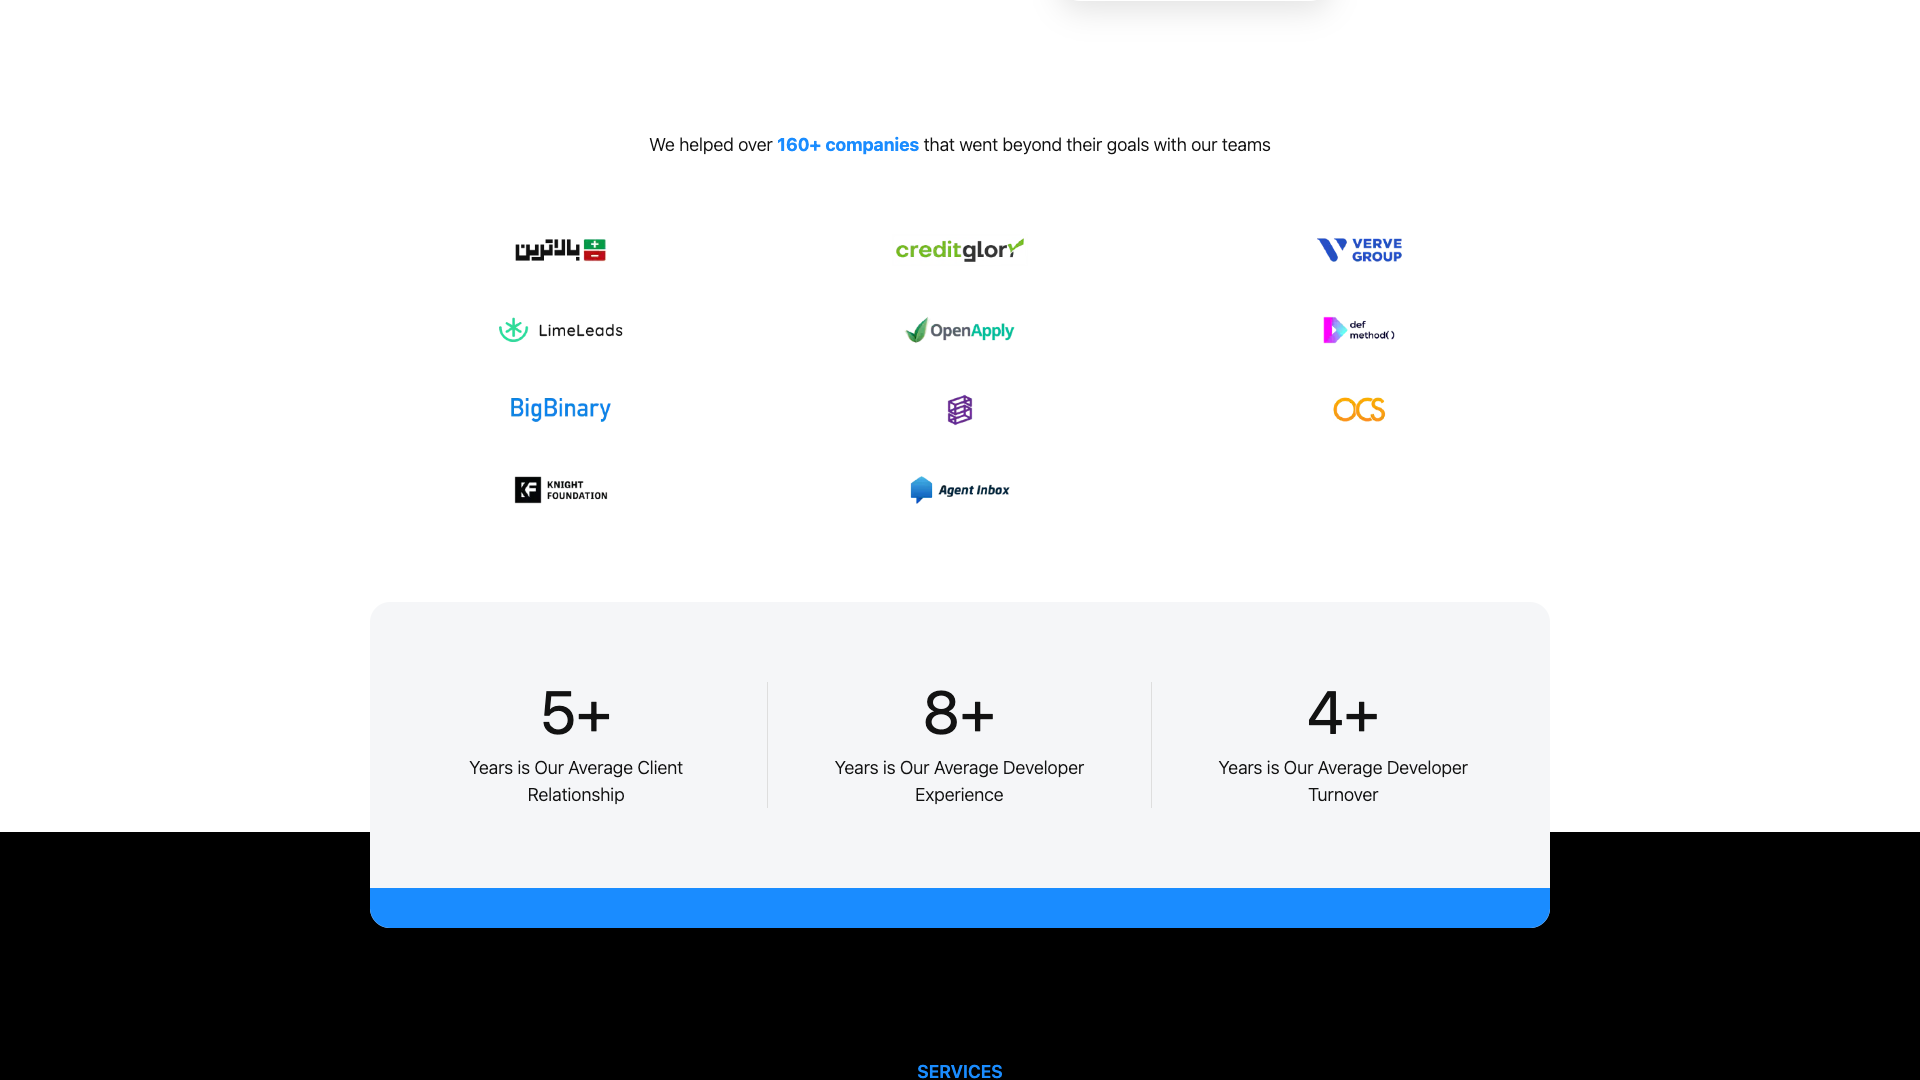 We helped over 160+ companies that went beyond their goals with our teams
بالاترین
creditglory
VERVE
GROUP
LimeLeads
OpenApply
def
method()
BigBinary
OCS
KF KNIGHT
FOUNDATION
Agent Inbox
5+
Years is Our Average Client
Relationship
8+
Years is Our Average Developer
Experience
4+
Years is Our Average Developer
Turnover
SERVICES